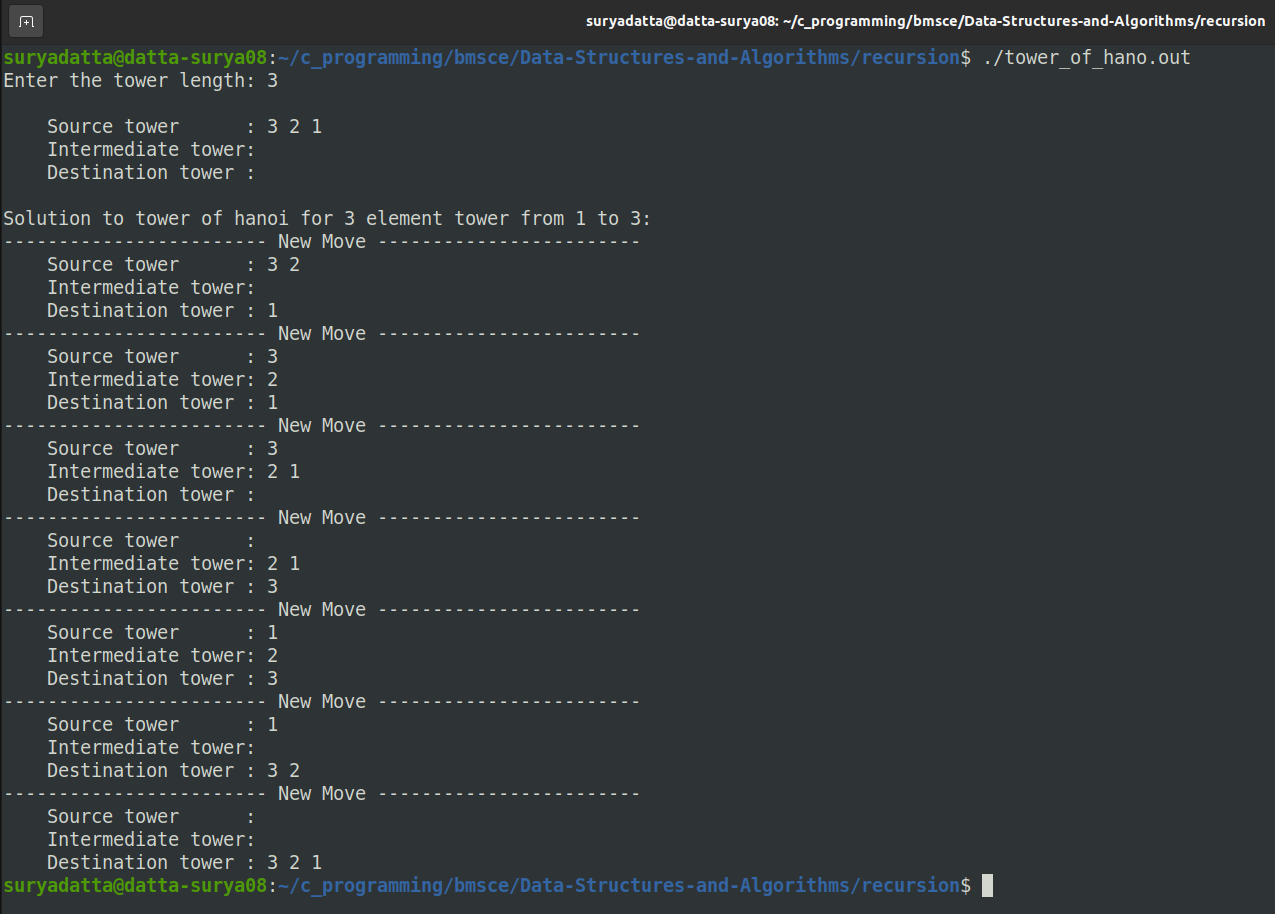 suryadatta@datta-surya08: ~/c_programming/bmsce/Data-Structures-and-Algorithms/recursion
suryadatta@datta-surya08:~/c_programming/bmsce/Data-Structures-and-Algorithms/recursion$ ./tower_of_hano.out
Enter the tower length: 3

    Source tower      : 3 2 1
    Intermediate tower:
    Destination tower :

Solution to tower of hanoi for 3 element tower from 1 to 3:
------------------------ New Move ------------------------
    Source tower      : 3 2
    Intermediate tower:
    Destination tower : 1
------------------------ New Move ------------------------
    Source tower      : 3
    Intermediate tower: 2
    Destination tower : 1
------------------------ New Move ------------------------
    Source tower      : 3
    Intermediate tower: 2 1
    Destination tower :
------------------------ New Move ------------------------
    Source tower      :
    Intermediate tower: 2 1
    Destination tower : 3
------------------------ New Move ------------------------
    Source tower      : 1
    Intermediate tower: 2
    Destination tower : 3
------------------------ New Move ------------------------
    Source tower      : 1
    Intermediate tower:
    Destination tower : 3 2
------------------------ New Move ------------------------
    Source tower      :
    Intermediate tower:
    Destination tower : 3 2 1
suryadatta@datta-surya08:~/c_programming/bmsce/Data-Structures-and-Algorithms/recursion$